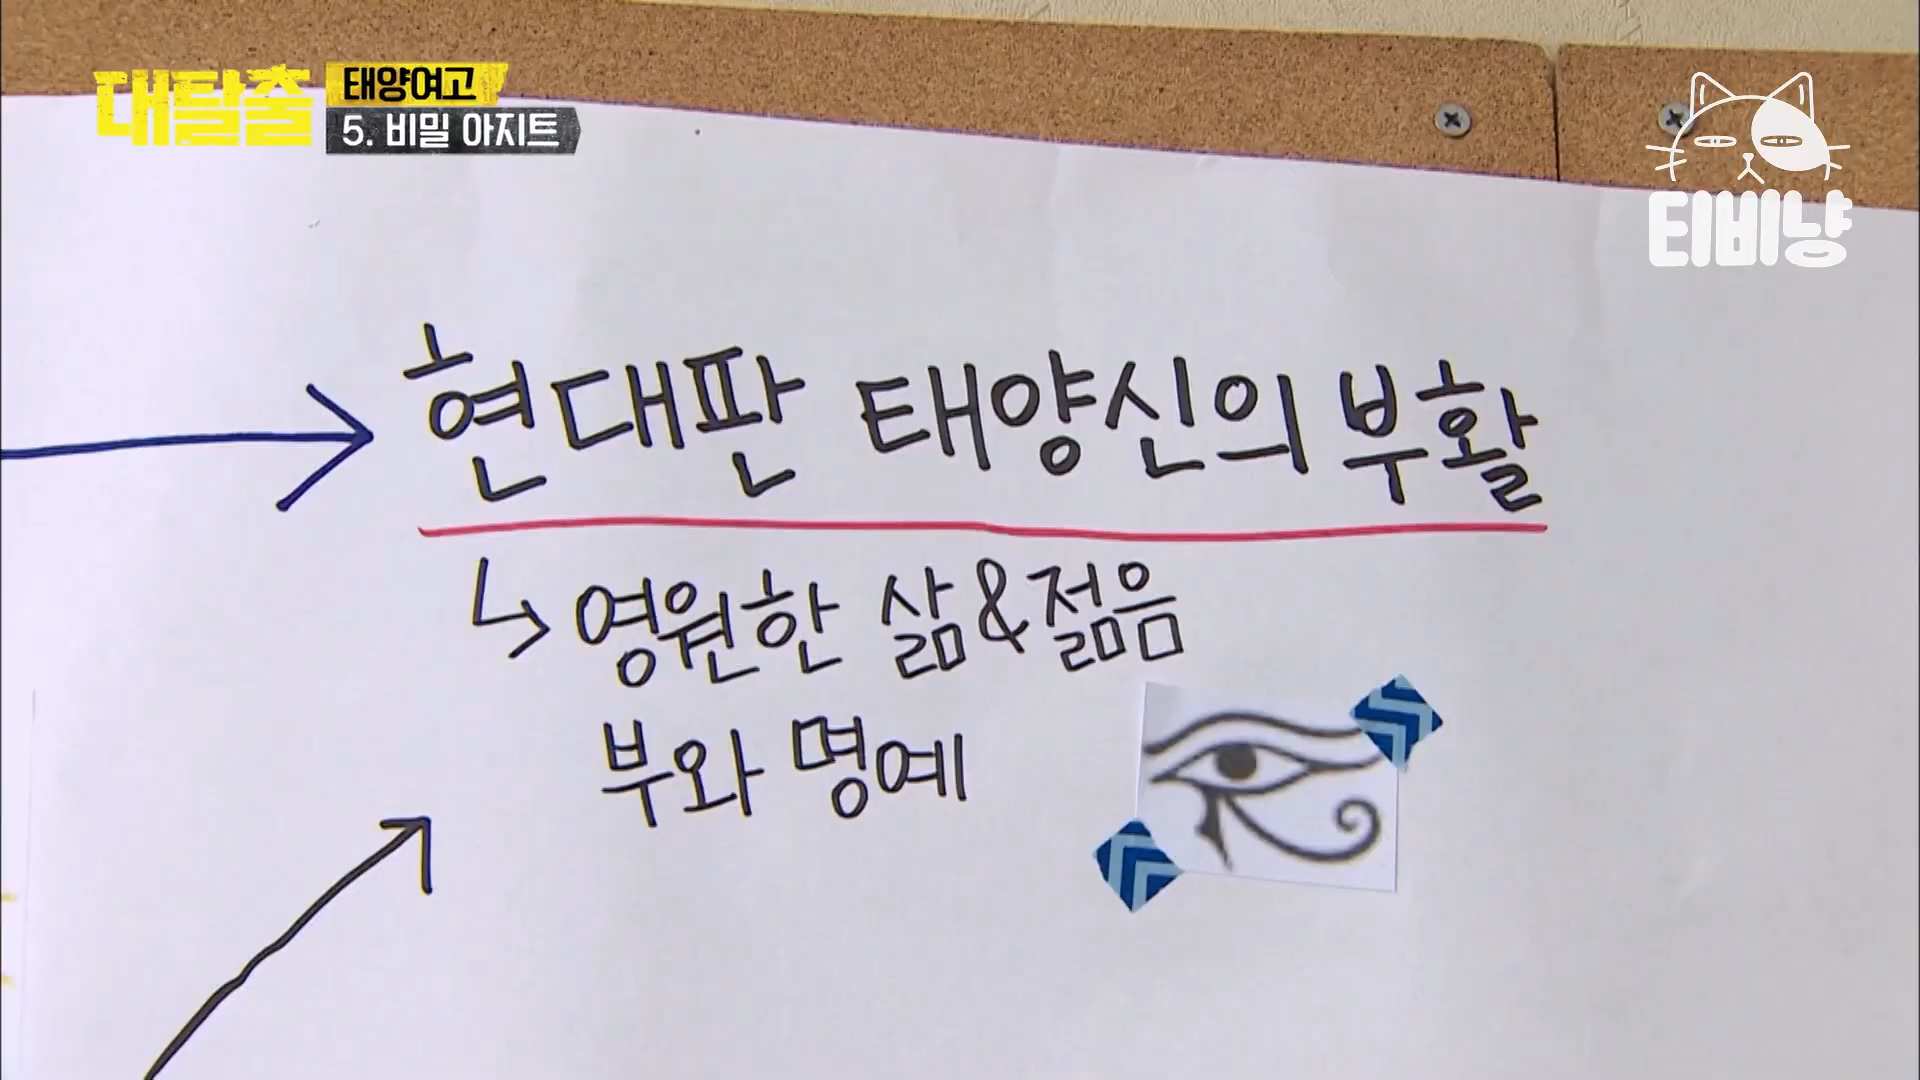 대탈출
태양여고
5. 비밀 아지트
티비냥
현대판 태양신의 부활
↳ 영원한 삶&젊음
부와 명예